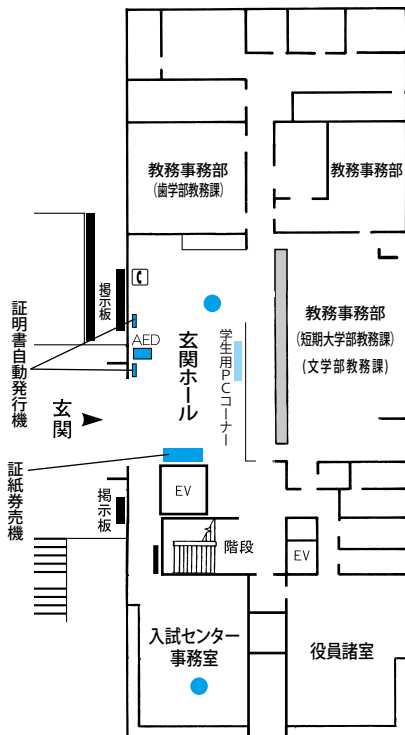 教務事務部
(歯学部教務課)
教務事務部
掲示板
証明書自動発行機
AED
玄関ホール
学生用PCコーナー
教務事務部
(短期大学部教務課)
(文学部教務課)
玄関
証紙券売機
掲示板
EV
階段
EV
入試センター
事務室
役員諸室